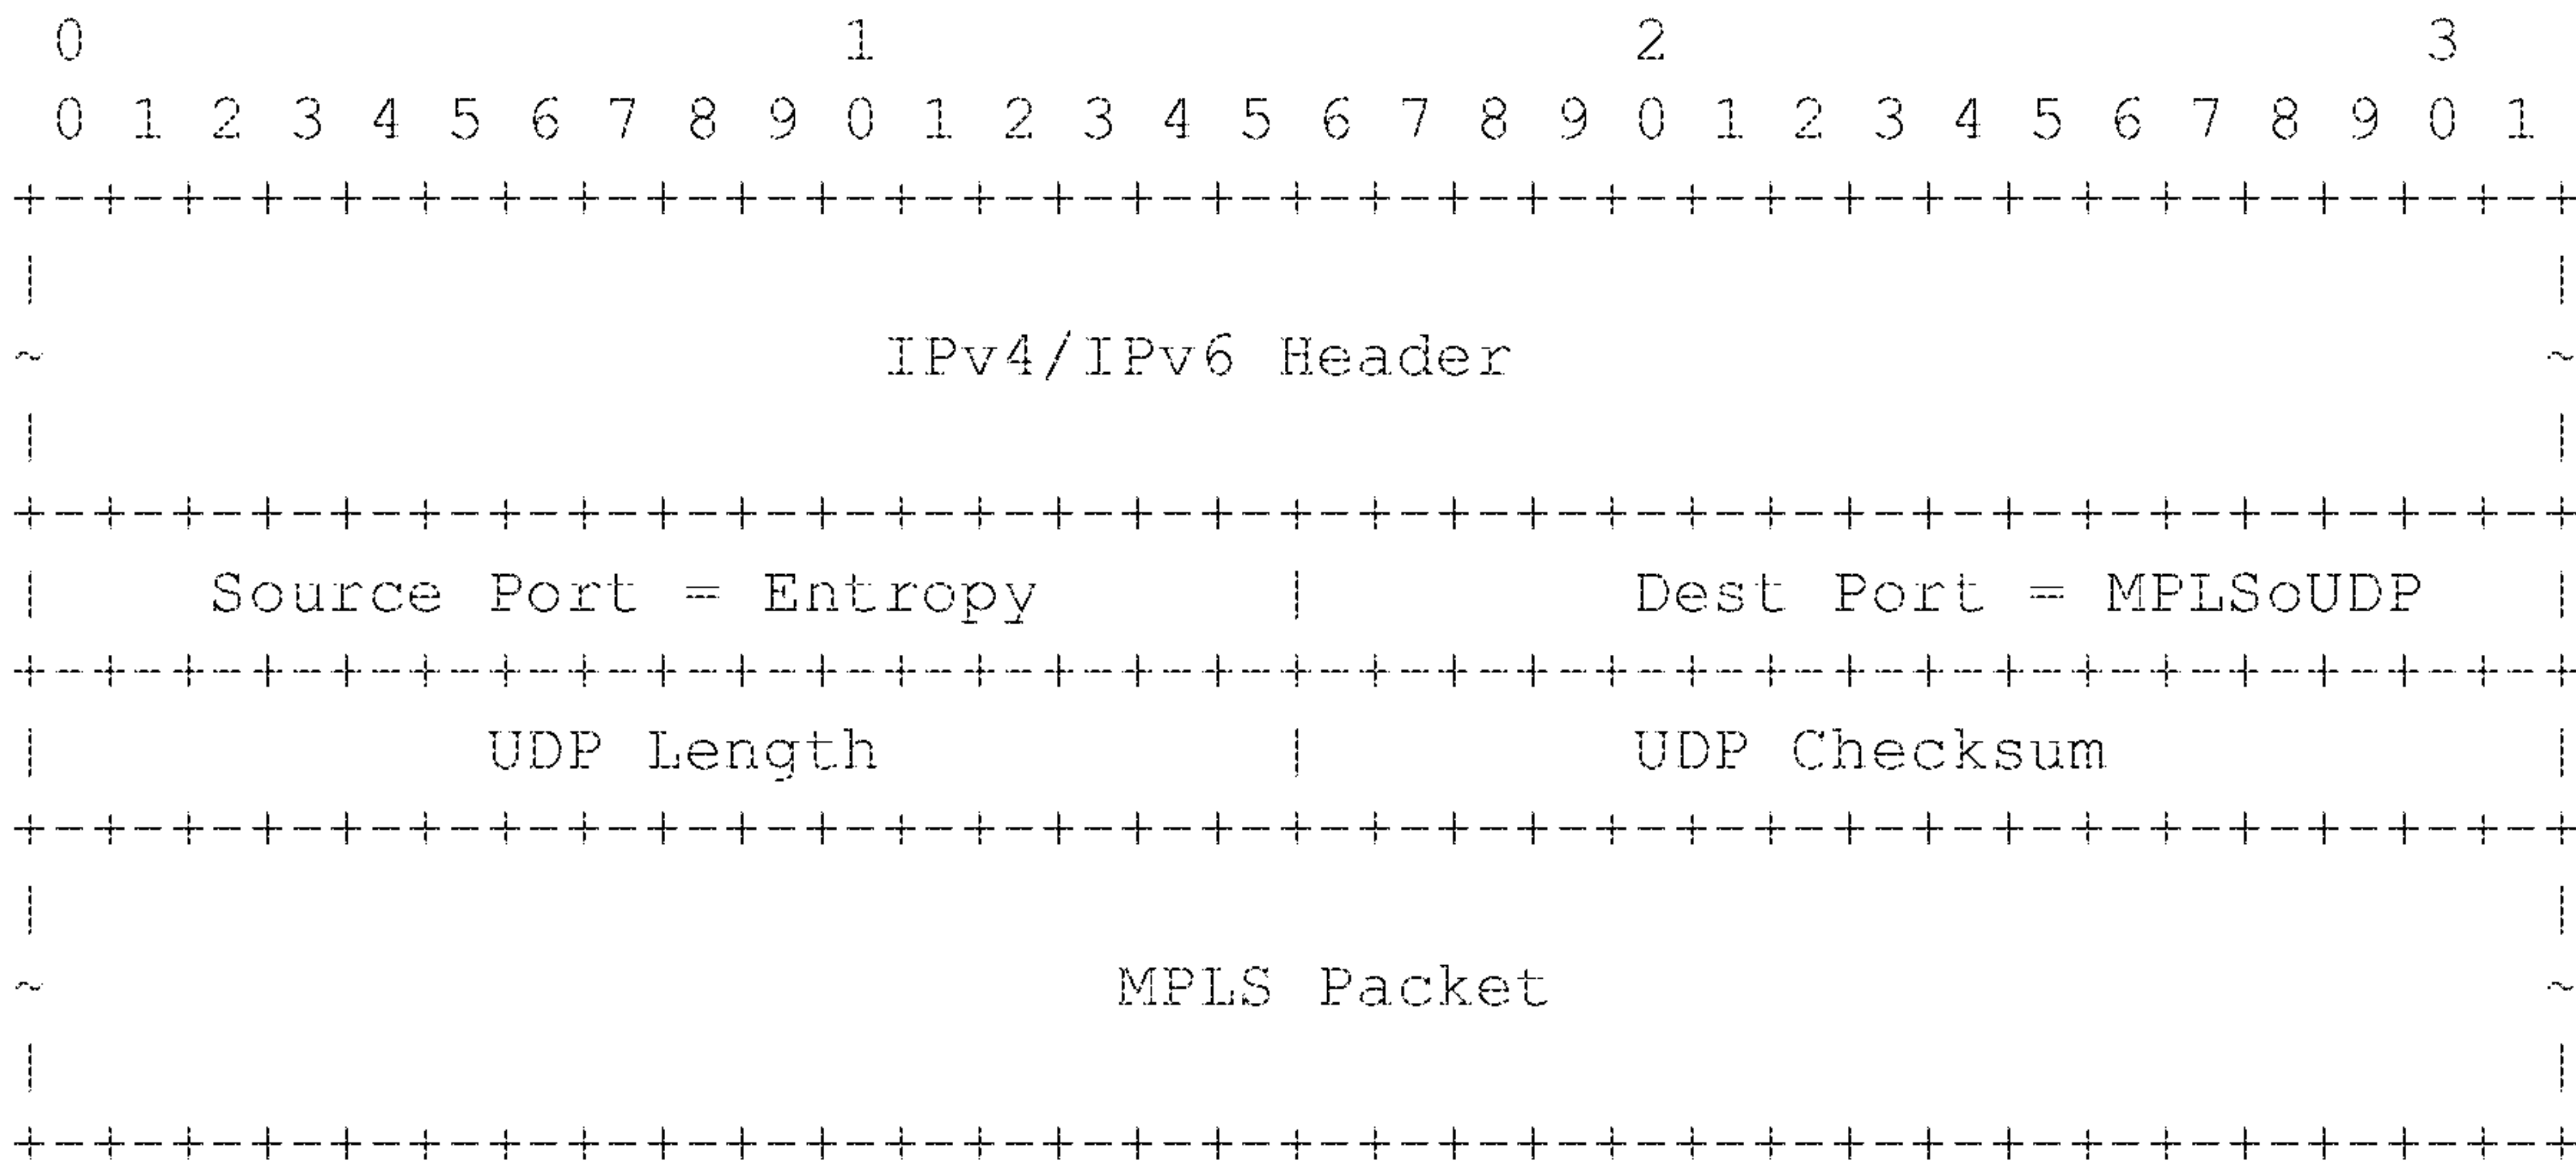 0                   1                   2                   3
 0 1 2 3 4 5 6 7 8 9 0 1 2 3 4 5 6 7 8 9 0 1 2 3 4 5 6 7 8 9 0 1
+-+-+-+-+-+-+-+-+-+-+-+-+-+-+-+-+-+-+-+-+-+-+-+-+-+-+-+-+-+-+-+-+
|                                                               |
~                     IPv4/IPv6 Header                          ~
|                                                               |
+-+-+-+-+-+-+-+-+-+-+-+-+-+-+-+-+-+-+-+-+-+-+-+-+-+-+-+-+-+-+-+-+
|    Source Port = Entropy      |        Dest Port = MPLSoUDP   |
+-+-+-+-+-+-+-+-+-+-+-+-+-+-+-+-+-+-+-+-+-+-+-+-+-+-+-+-+-+-+-+-+
|           UDP Length          |        UDP Checksum           |
+-+-+-+-+-+-+-+-+-+-+-+-+-+-+-+-+-+-+-+-+-+-+-+-+-+-+-+-+-+-+-+-+
|                                                               |
~                           MPLS Packet                         ~
|                                                               |
+-+-+-+-+-+-+-+-+-+-+-+-+-+-+-+-+-+-+-+-+-+-+-+-+-+-+-+-+-+-+-+-+